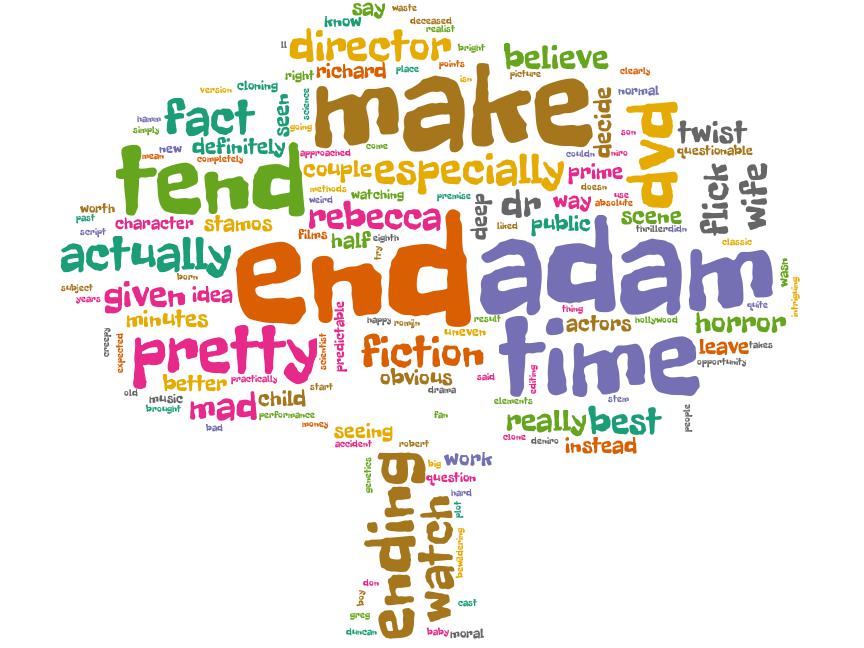 say waste
know deceased
realist
ll director bright believe
right richard place points clearly
version cloning isn picture normal
hamm fact seen science make decide dvd
simply going son twist
new definitely come couldn niro questionable
mean completely approached
tend couple especially prime flick wife
methods watching doesn
weird premise deep dr way absolute use
worth rebecca liked public scene
past character stamos thrillerdidn
script films half eighth classic
actually try end adam wasn
born intriguing
subject given idea quite
years
minutes happy romijn result thing actors hollywood horror
creepy expected pretty scientist predictable uneven time leave takes
fiction opportunity
better practically obvious said editing
old start drama elements stem
music mad child
brought performance fan really best people
bad money seeing clone deniro instead
accident robert
genetics ending big work
question
watch hard
plot
bewildering
don
boy cast
greg
duncan baby moral